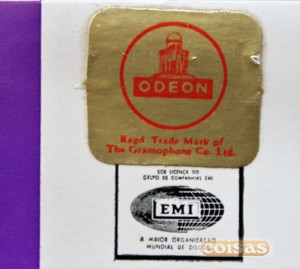 ODEON
Regd Trade Mark of
The Gramophone Co. Ltd.
SOB LICENÇA DO
GRUPO DE COMPANHIAS EMI
EMI
A MAIOR ORGANIZAÇÃO
MUNDIAL DE DISCOS
coisas